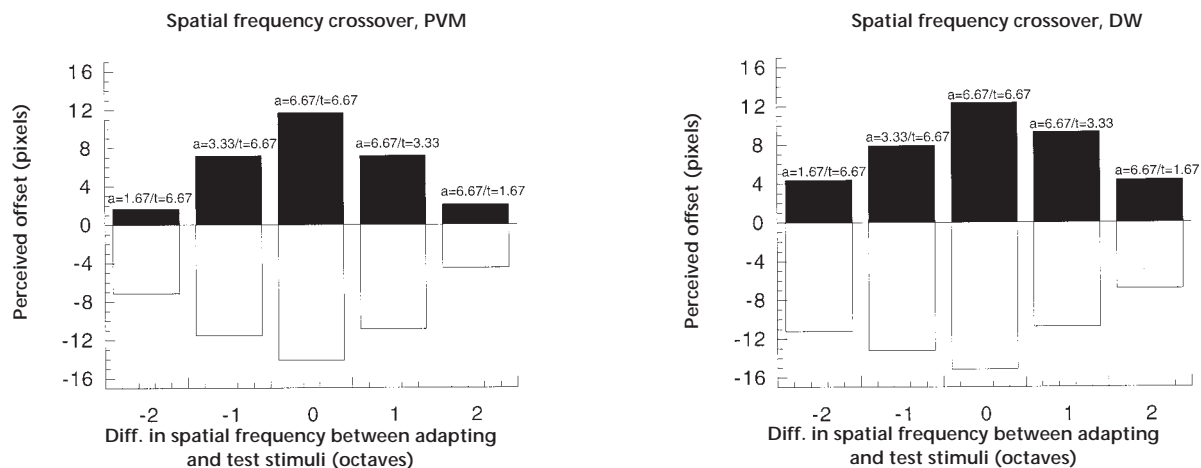 Spatial frequency crossover, PVM
Perceived offset (pixels)
16
12
8
4
0
-4
-8
-12
-16
a=1.67/t=6.67
a=3.33/t=6.67
a=6.67/t=6.67
a=6.67/t=3.33
a=6.67/t=1.67
-2 -1 0 1 2
Diff. in spatial frequency between adapting
and test stimuli (octaves)
Spatial frequency crossover, DW
Perceived offset (pixels)
16
12
8
4
0
-4
-8
-12
-16
a=1.67/t=6.67
a=3.33/t=6.67
a=6.67/t=6.67
a=6.67/t=3.33
a=6.67/t=1.67
-2 -1 0 1 2
Diff. in spatial frequency between adapting
and test stimuli (octaves)